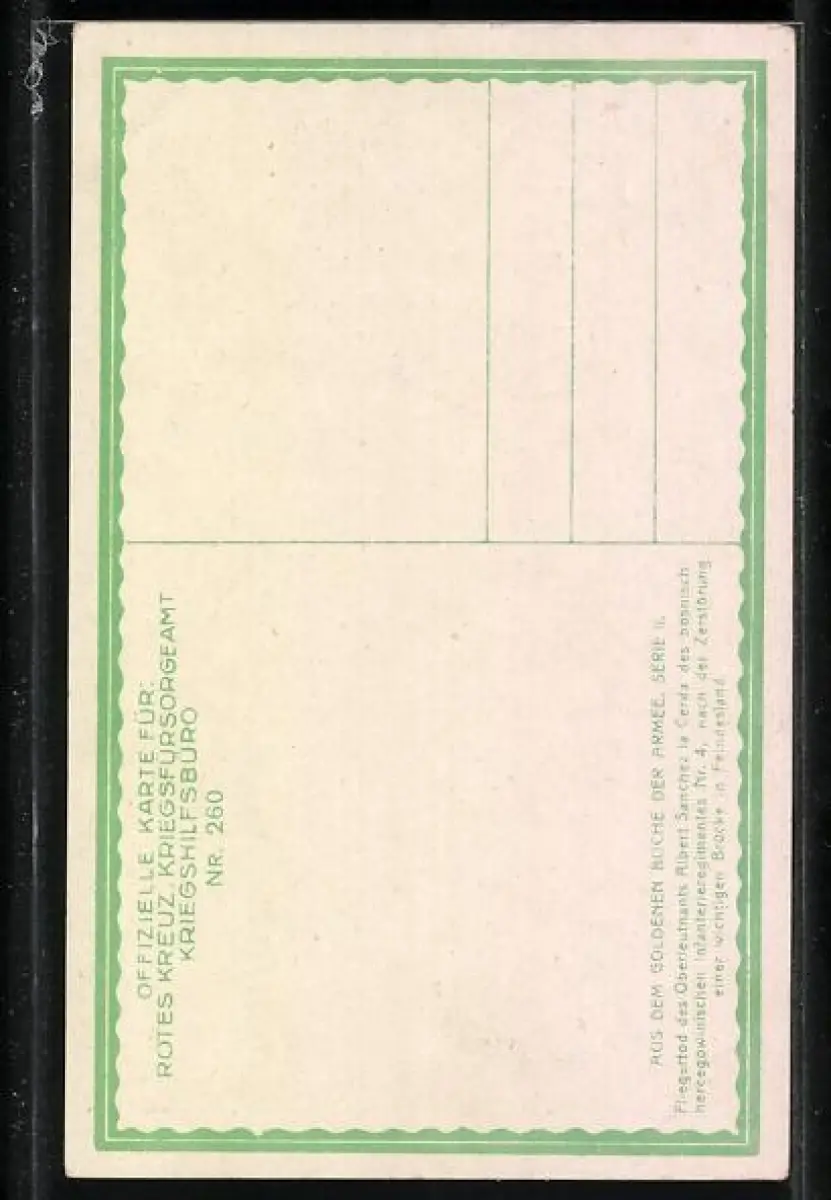 OFFIZIELLE KARTE FÜR:
ROTES KREUZ, KRIEGSFÜRSORGEAMT
KRIEGSHILFSBÜRO
NR. 260
AUS DEM GOLDENEN BUCHE DER ARMEE, SERIE II.
Fliegertod des Oberleutnants Albert Sanchez la Cerda des bosnisch
hercegowinischen Infanterieregimentes Nr. 4, nach der Zerstörung
einer wichtigen Brücke in Feindesland